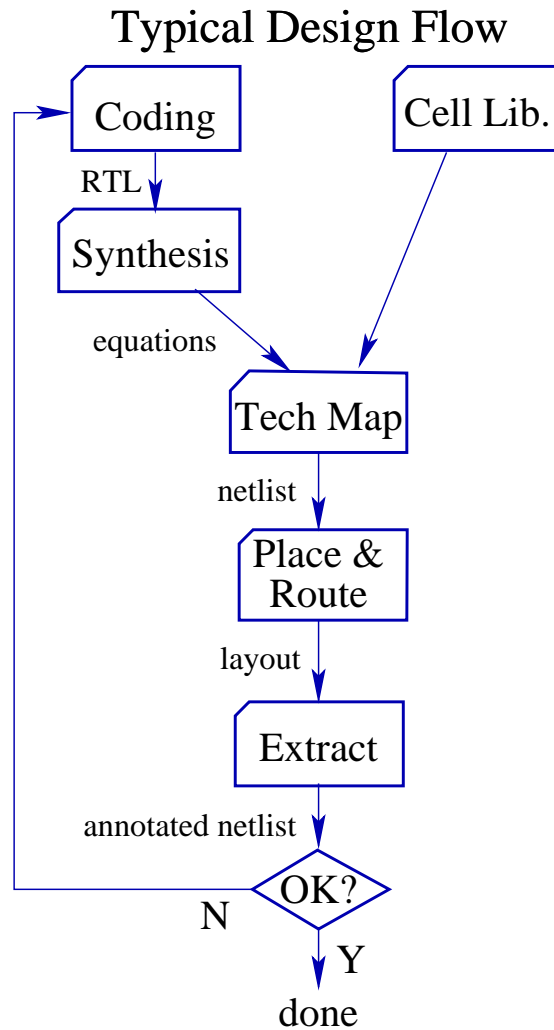 Typical Design Flow
Coding
Cell Lib.
RTL
Synthesis
equations
Tech Map
netlist
Place &
Route
layout
Extract
annotated netlist
OK?
N
Y
done